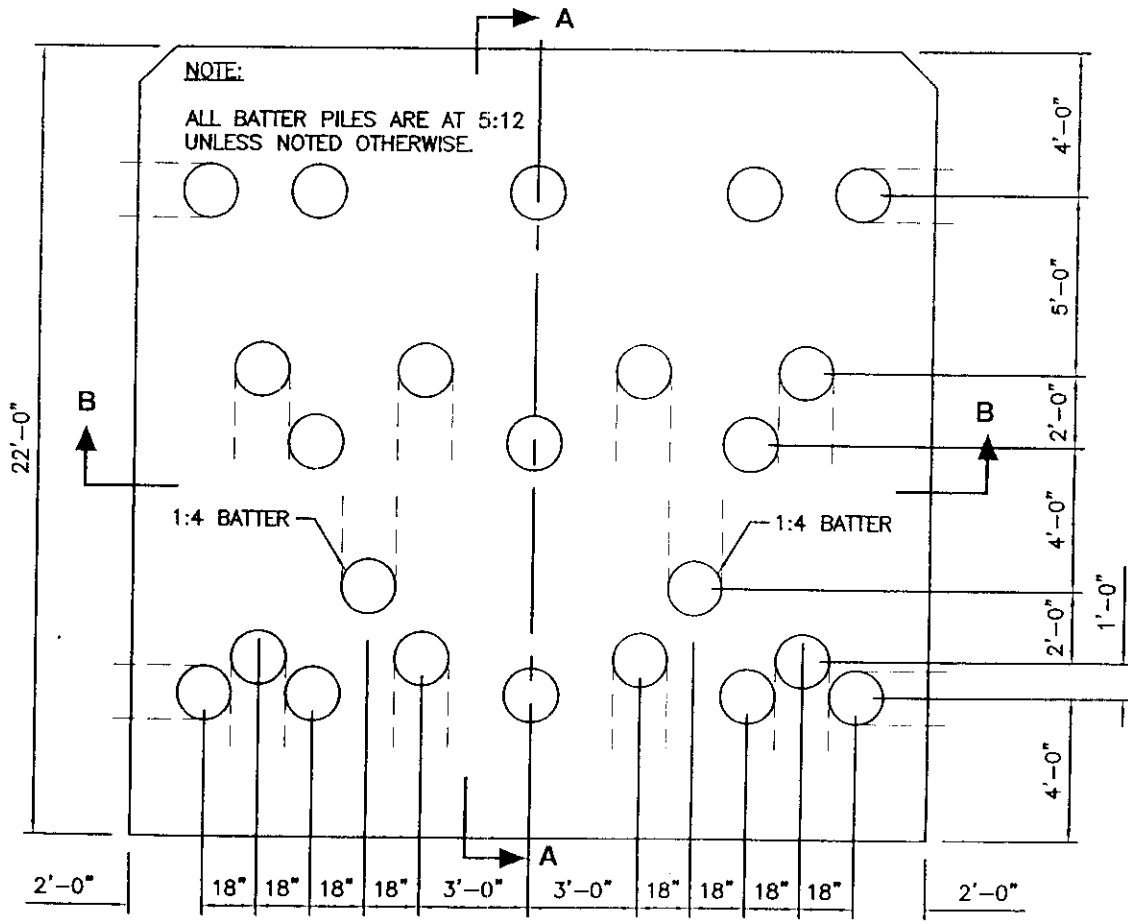 A
NOTE:
ALL BATTER PILES ARE AT 5:12
UNLESS NOTED OTHERWISE.
4'-0"
5'-0"
22'-0"
B
B
2'-0"
1:4 BATTER
1:4 BATTER
4'-0"
2'-0"
1'-0"
4'-0"
A
2'-0" 18" 18" 18" 18" 3'-0" 3'-0" 18" 18" 18" 18" 2'-0"